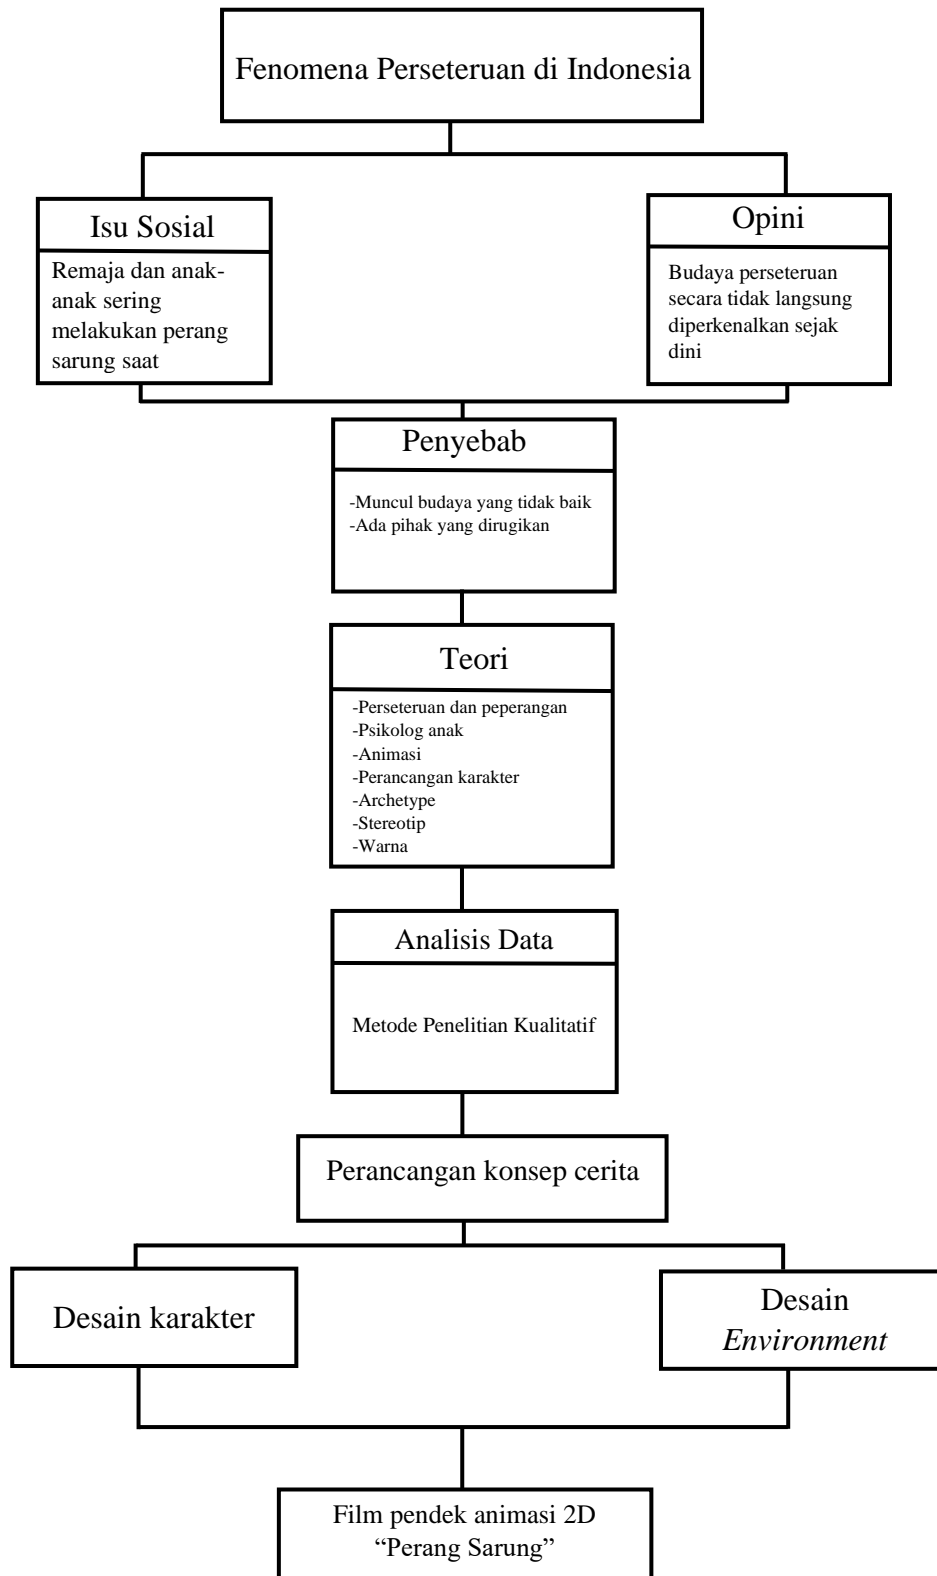 Fenomena Perseteruan di Indonesia
Isu Sosial
Remaja dan anak-
anak sering
melakukan perang
sarung saat
Opini
Budaya perseteruan
secara tidak langsung
diperkenalkan sejak
dini
Penyebab
-Muncul budaya yang tidak baik
-Ada pihak yang dirugikan
Teori
-Perseteruan dan peperangan
-Psikolog anak
-Animasi
-Perancangan karakter
-Archetype
-Stereotip
-Warna
Analisis Data
Metode Penelitian Kualitatif
Perancangan konsep cerita
Desain karakter
Desain
Environment
Film pendek animasi 2D
“Perang Sarung”